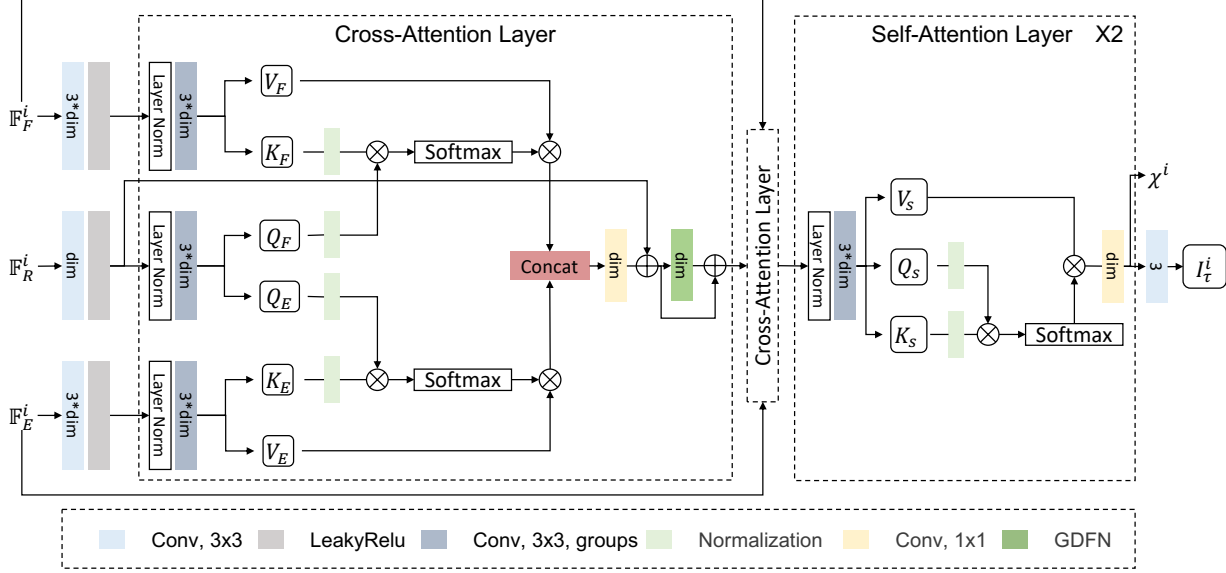 Cross-Attention Layer
Self-Attention Layer X2
𝔽_F^i
3*dim
Layer Norm
3*dim
V_F
K_F
Softmax
𝔽_R^i
dim
Layer Norm
3*dim
Q_F
Q_E
Concat
dim
dim
𝔽_E^i
3*dim
Layer Norm
3*dim
K_E
Softmax
V_E
Cross-Attention Layer
Layer Norm
3*dim
V_s
Q_s
K_s
Softmax
dim
χ^i
3
I_τ^i
Conv, 3x3 LeakyRelu Conv, 3x3, groups Normalization Conv, 1x1 GDFN